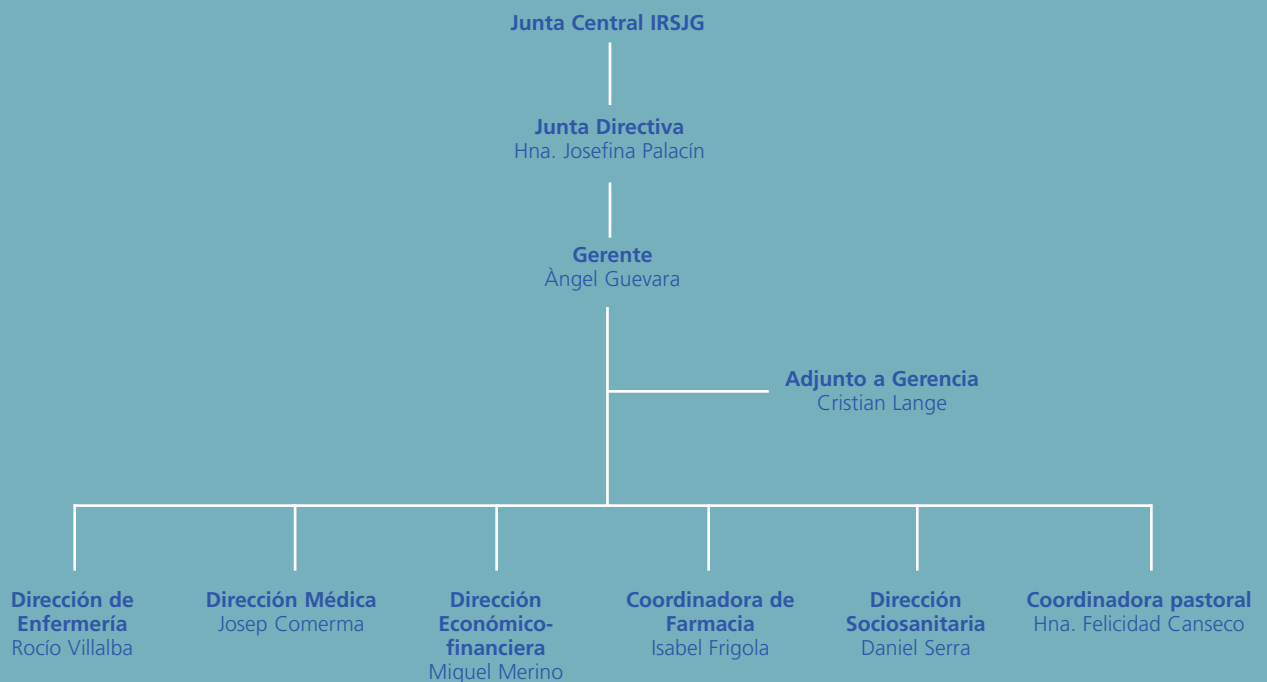 Junta Central IRSJG
Junta Directiva
Hna. Josefina Palacín
Gerente
Àngel Guevara
Adjunto a Gerencia
Cristian Lange
Dirección de
Enfermería
Rocío Villalba
Dirección Médica
Josep Comerma
Dirección
Económico-
financiera
Miquel Merino
Coordinadora de
Farmacia
Isabel Frigola
Dirección
Sociosanitaria
Daniel Serra
Coordinadora pastoral
Hna. Felicidad Canseco